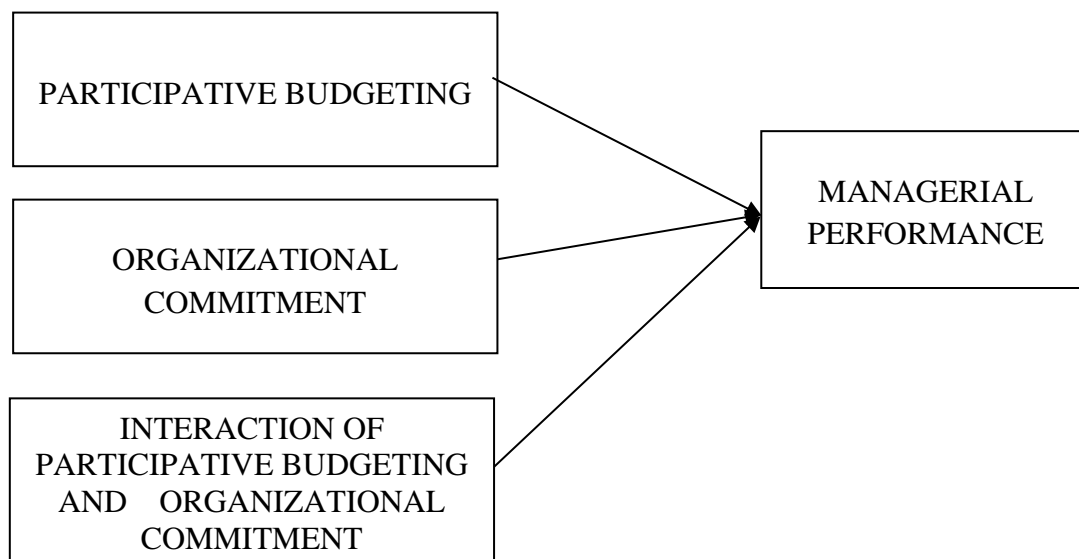 PARTICIPATIVE BUDGETING
ORGANIZATIONAL
COMMITMENT
INTERACTION OF
PARTICIPATIVE BUDGETING
AND ORGANIZATIONAL
COMMITMENT
MANAGERIAL
PERFORMANCE